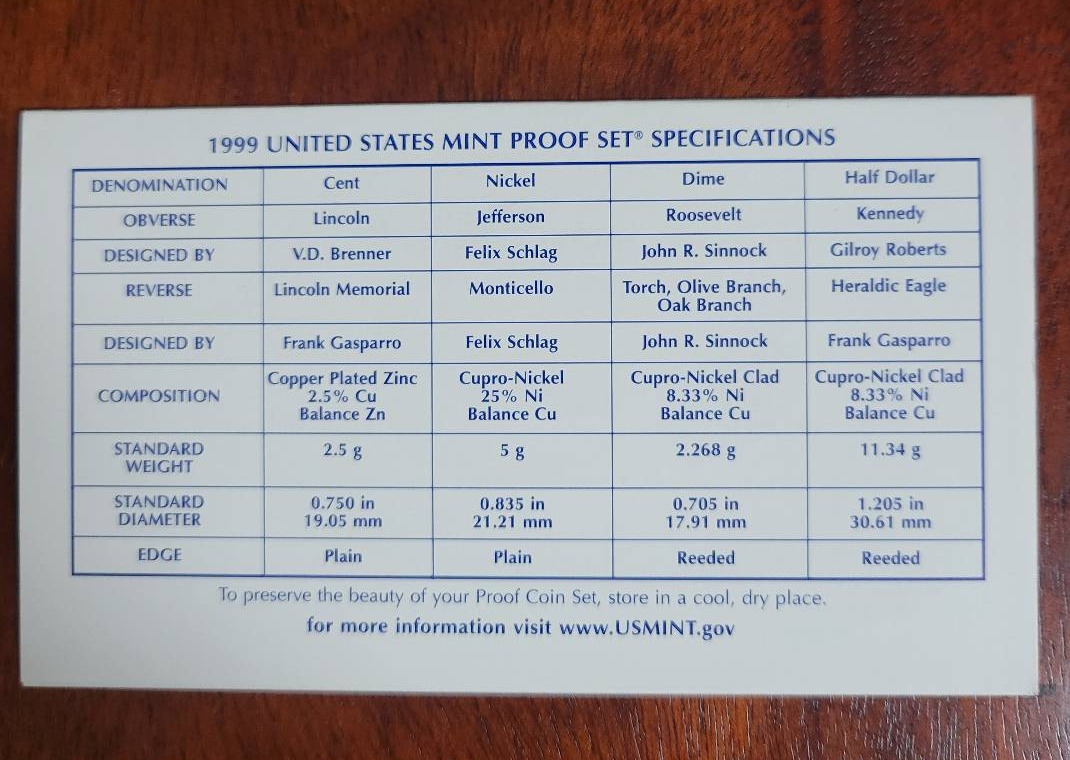 1999 UNITED STATES MINT PROOF SET® SPECIFICATIONS
DENOMINATION Cent Nickel Dime Half Dollar
OBVERSE Lincoln Jefferson Roosevelt Kennedy
DESIGNED BY V.D. Brenner Felix Schlag John R. Sinnock Gilroy Roberts
REVERSE Lincoln Memorial Monticello Torch, Olive Branch, Heraldic Eagle
Oak Branch
DESIGNED BY Frank Gasparro Felix Schlag John R. Sinnock Frank Gasparro
COMPOSITION Copper Plated Zinc Cupro-Nickel Cupro-Nickel Clad Cupro-Nickel Clad
2.5% Cu 25% Ni 8.33% Ni 8.33% Ni
Balance Zn Balance Cu Balance Cu Balance Cu
STANDARD 2.5 g 5 g 2.268 g 11.34 g
WEIGHT
STANDARD 0.750 in 0.835 in 0.705 in 1.205 in
DIAMETER 19.05 mm 21.21 mm 17.91 mm 30.61 mm
EDGE Plain Plain Reeded Reeded
To preserve the beauty of your Proof Coin Set, store in a cool, dry place.
for more information visit www.USMINT.gov